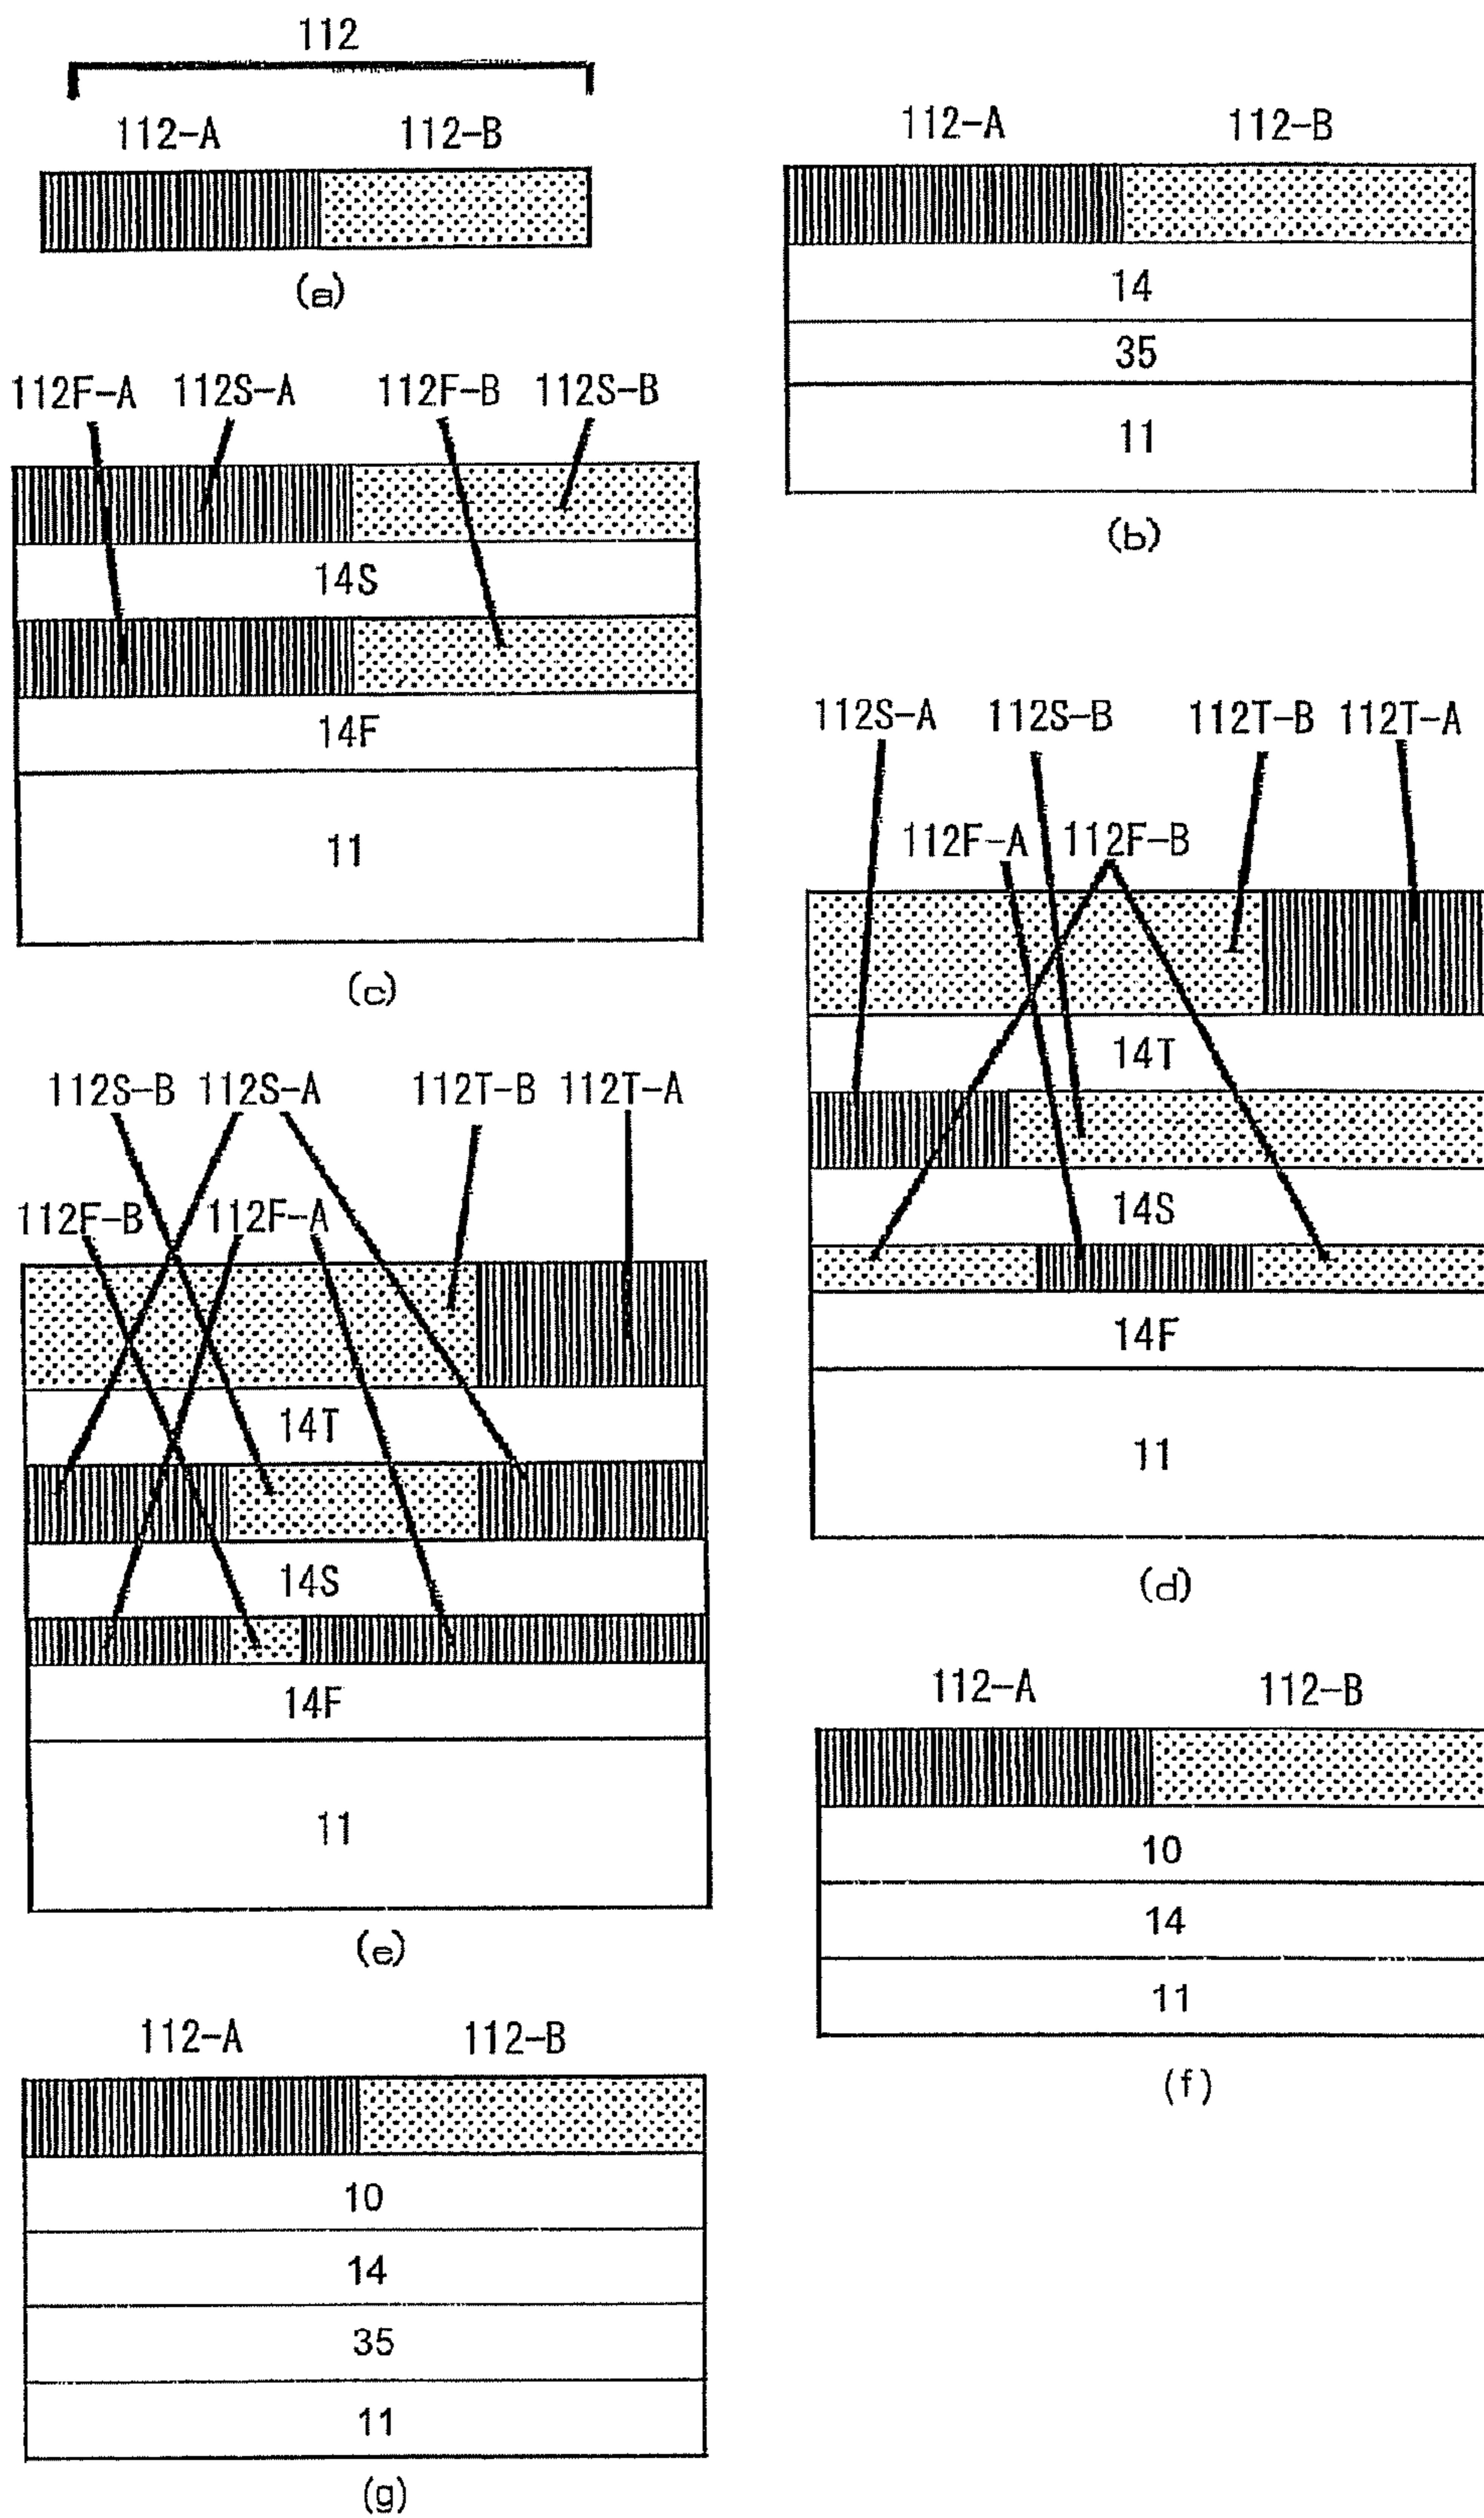 112
112-A 112-B
(a)
112-A 112-B
14
35
11
(b)
112F-A 112S-A 112F-B 112S-B
14S
14F
11
(c)
112S-A 112S-B 112T-B 112T-A
112F-A 112F-B
14T
14S
14F
11
(d)
112S-B 112S-A 112T-B 112T-A
112F-B 112F-A
14T
14S
14F
11
(e)
112-A 112-B
10
14
11
(f)
112-A 112-B
10
14
35
11
(g)